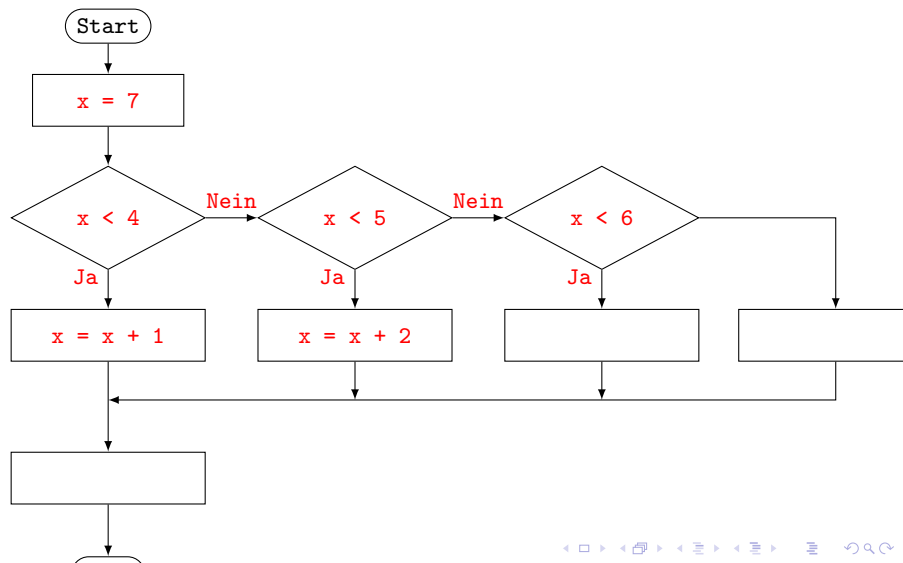 Start
x = 7
x < 4
Nein
x < 5
Nein
x < 6
Ja
Ja
Ja
x = x + 1
x = x + 2